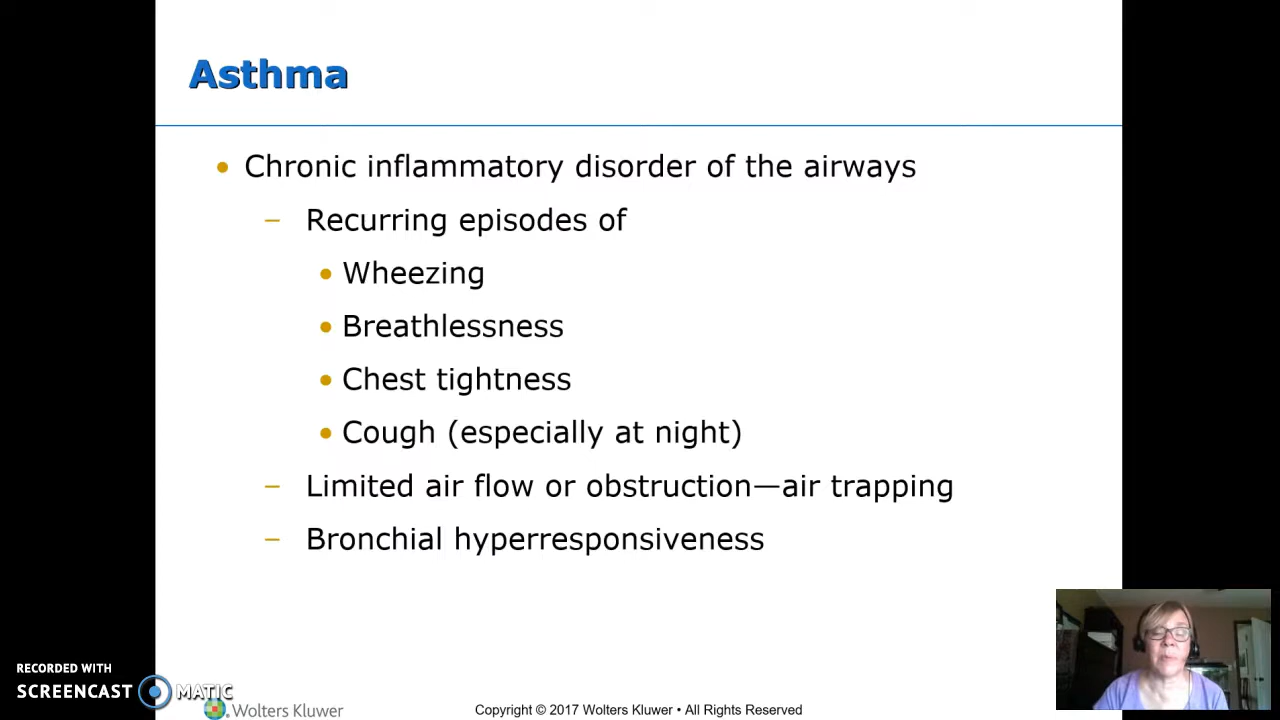 Asthma
• Chronic inflammatory disorder of the airways
– Recurring episodes of
• Wheezing
• Breathlessness
• Chest tightness
• Cough (especially at night)
– Limited air flow or obstruction—air trapping
– Bronchial hyperresponsiveness
RECORDED WITH
SCREENCAST MATIC
Wolters Kluwer
Copyright © 2017 Wolters Kluwer • All Rights Reserved